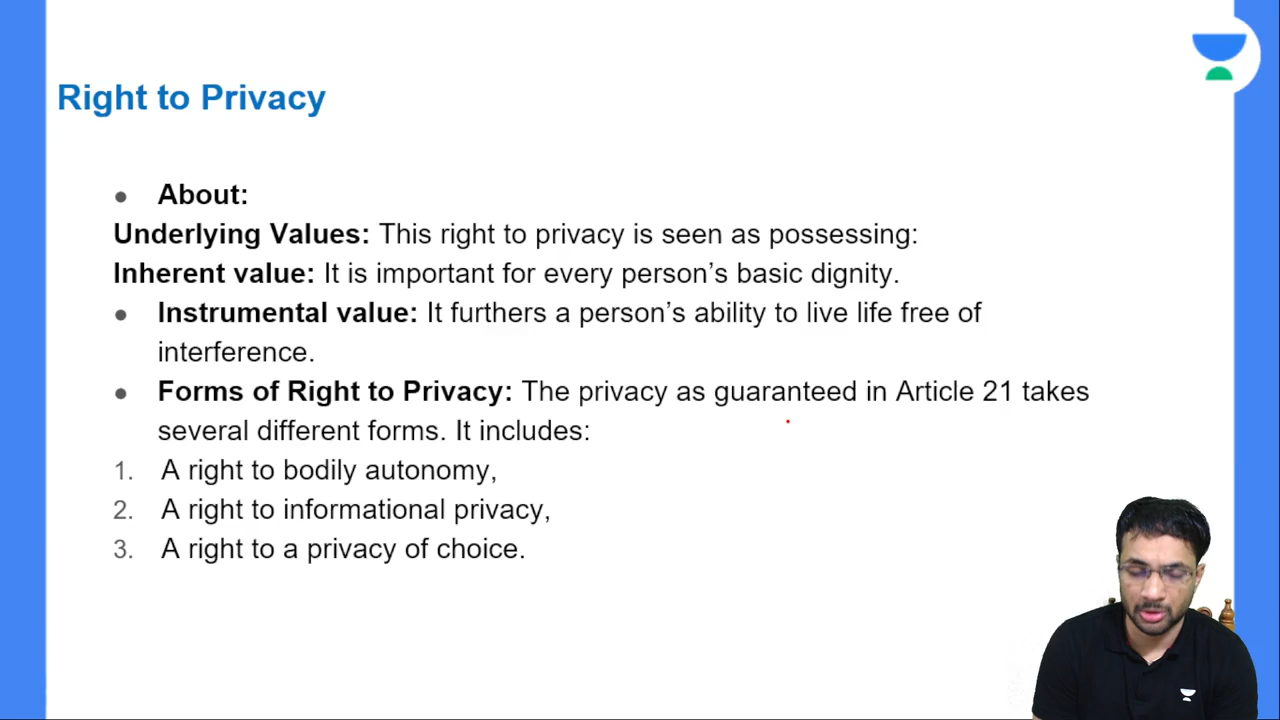 Right to Privacy
● About:
Underlying Values: This right to privacy is seen as possessing:
Inherent value: It is important for every person’s basic dignity.
● Instrumental value: It furthers a person’s ability to live life free of
interference.
● Forms of Right to Privacy: The privacy as guaranteed in Article 21 takes
several different forms. It includes:
1. A right to bodily autonomy,
2. A right to informational privacy,
3. A right to a privacy of choice.